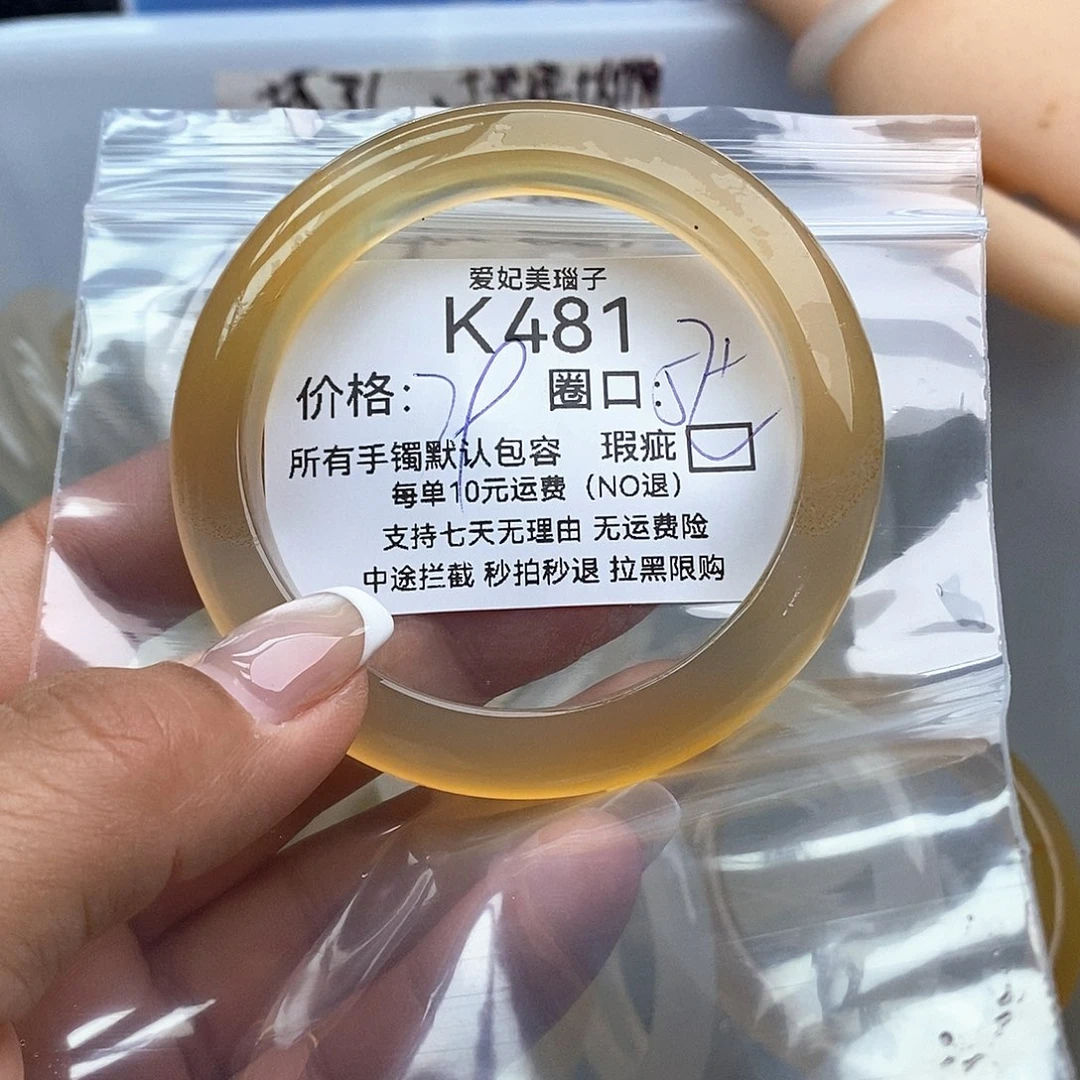 爱妃美瑙子
K481
价格： 圈口：
所有手镯默认包容 瑕疵
每单10元运费（NO退）
支持七天无理由 无运费险
中途拦截 秒拍秒退 拉黑限购